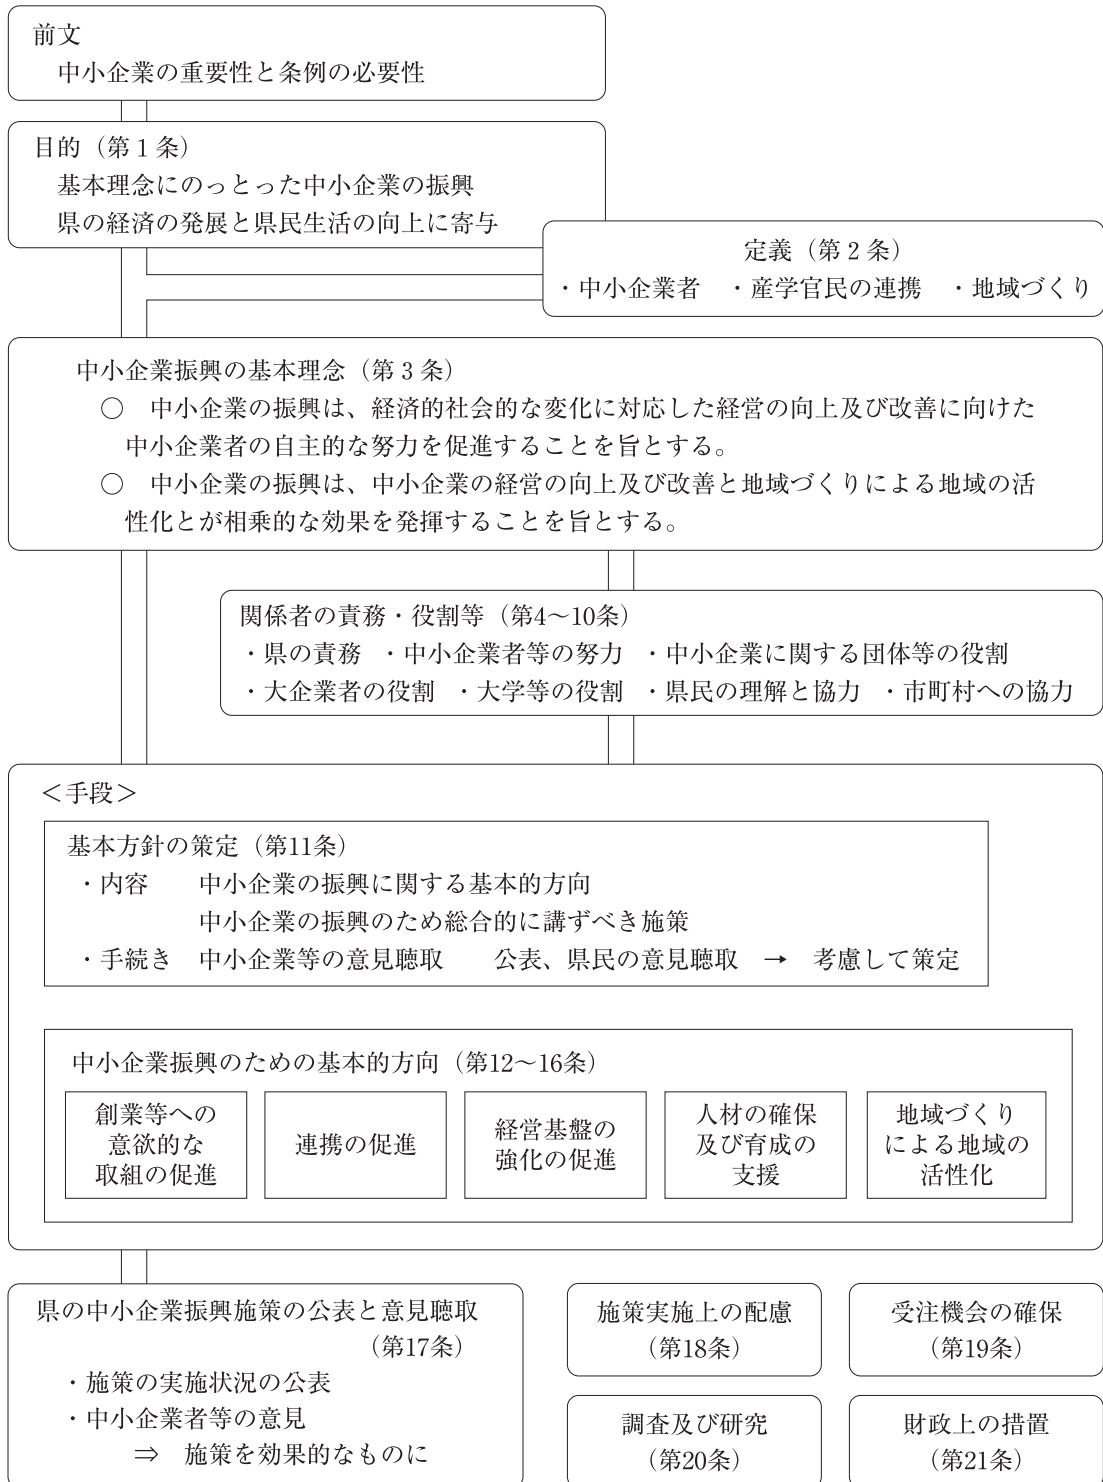 前文
中小企業の重要性と条例の必要性
目的（第１条）
基本理念にのっとった中小企業の振興
県の経済の発展と県民生活の向上に寄与
定義（第２条）
・中小企業者　・産学官民の連携　・地域づくり
中小企業振興の基本理念（第３条）
○　中小企業の振興は、経済的社会的な変化に対応した経営の向上及び改善に向けた
中小企業者の自主的な努力を促進することを旨とする。
○　中小企業の振興は、中小企業の経営の向上及び改善と地域づくりによる地域の活
性化とが相乗的な効果を発揮することを旨とする。
関係者の責務・役割等（第4～10条）
・県の責務　・中小企業者等の努力　・中小企業に関する団体等の役割
・大企業者の役割　・大学等の役割　・県民の理解と協力　・市町村への協力
＜手段＞
基本方針の策定（第11条）
・内容　　中小企業の振興に関する基本的方向
中小企業の振興のため総合的に講ずべき施策
・手続き　中小企業等の意見聴取　　公表、県民の意見聴取　→　考慮して策定
中小企業振興のための基本的方向（第12～16条）
創業等への
意欲的な
取組の促進
連携の促進
経営基盤の
強化の促進
人材の確保
及び育成の
支援
地域づくり
による地域の
活性化
県の中小企業振興施策の公表と意見聴取
（第17条）
・施策の実施状況の公表
・中小企業者等の意見
⇒　施策を効果的なものに
施策実施上の配慮
（第18条）
受注機会の確保
（第19条）
調査及び研究
（第20条）
財政上の措置
（第21条）